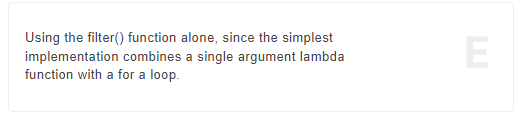 Using the filter() function alone, since the simplest
implementation combines a single argument lambda
function with a for a loop.
E